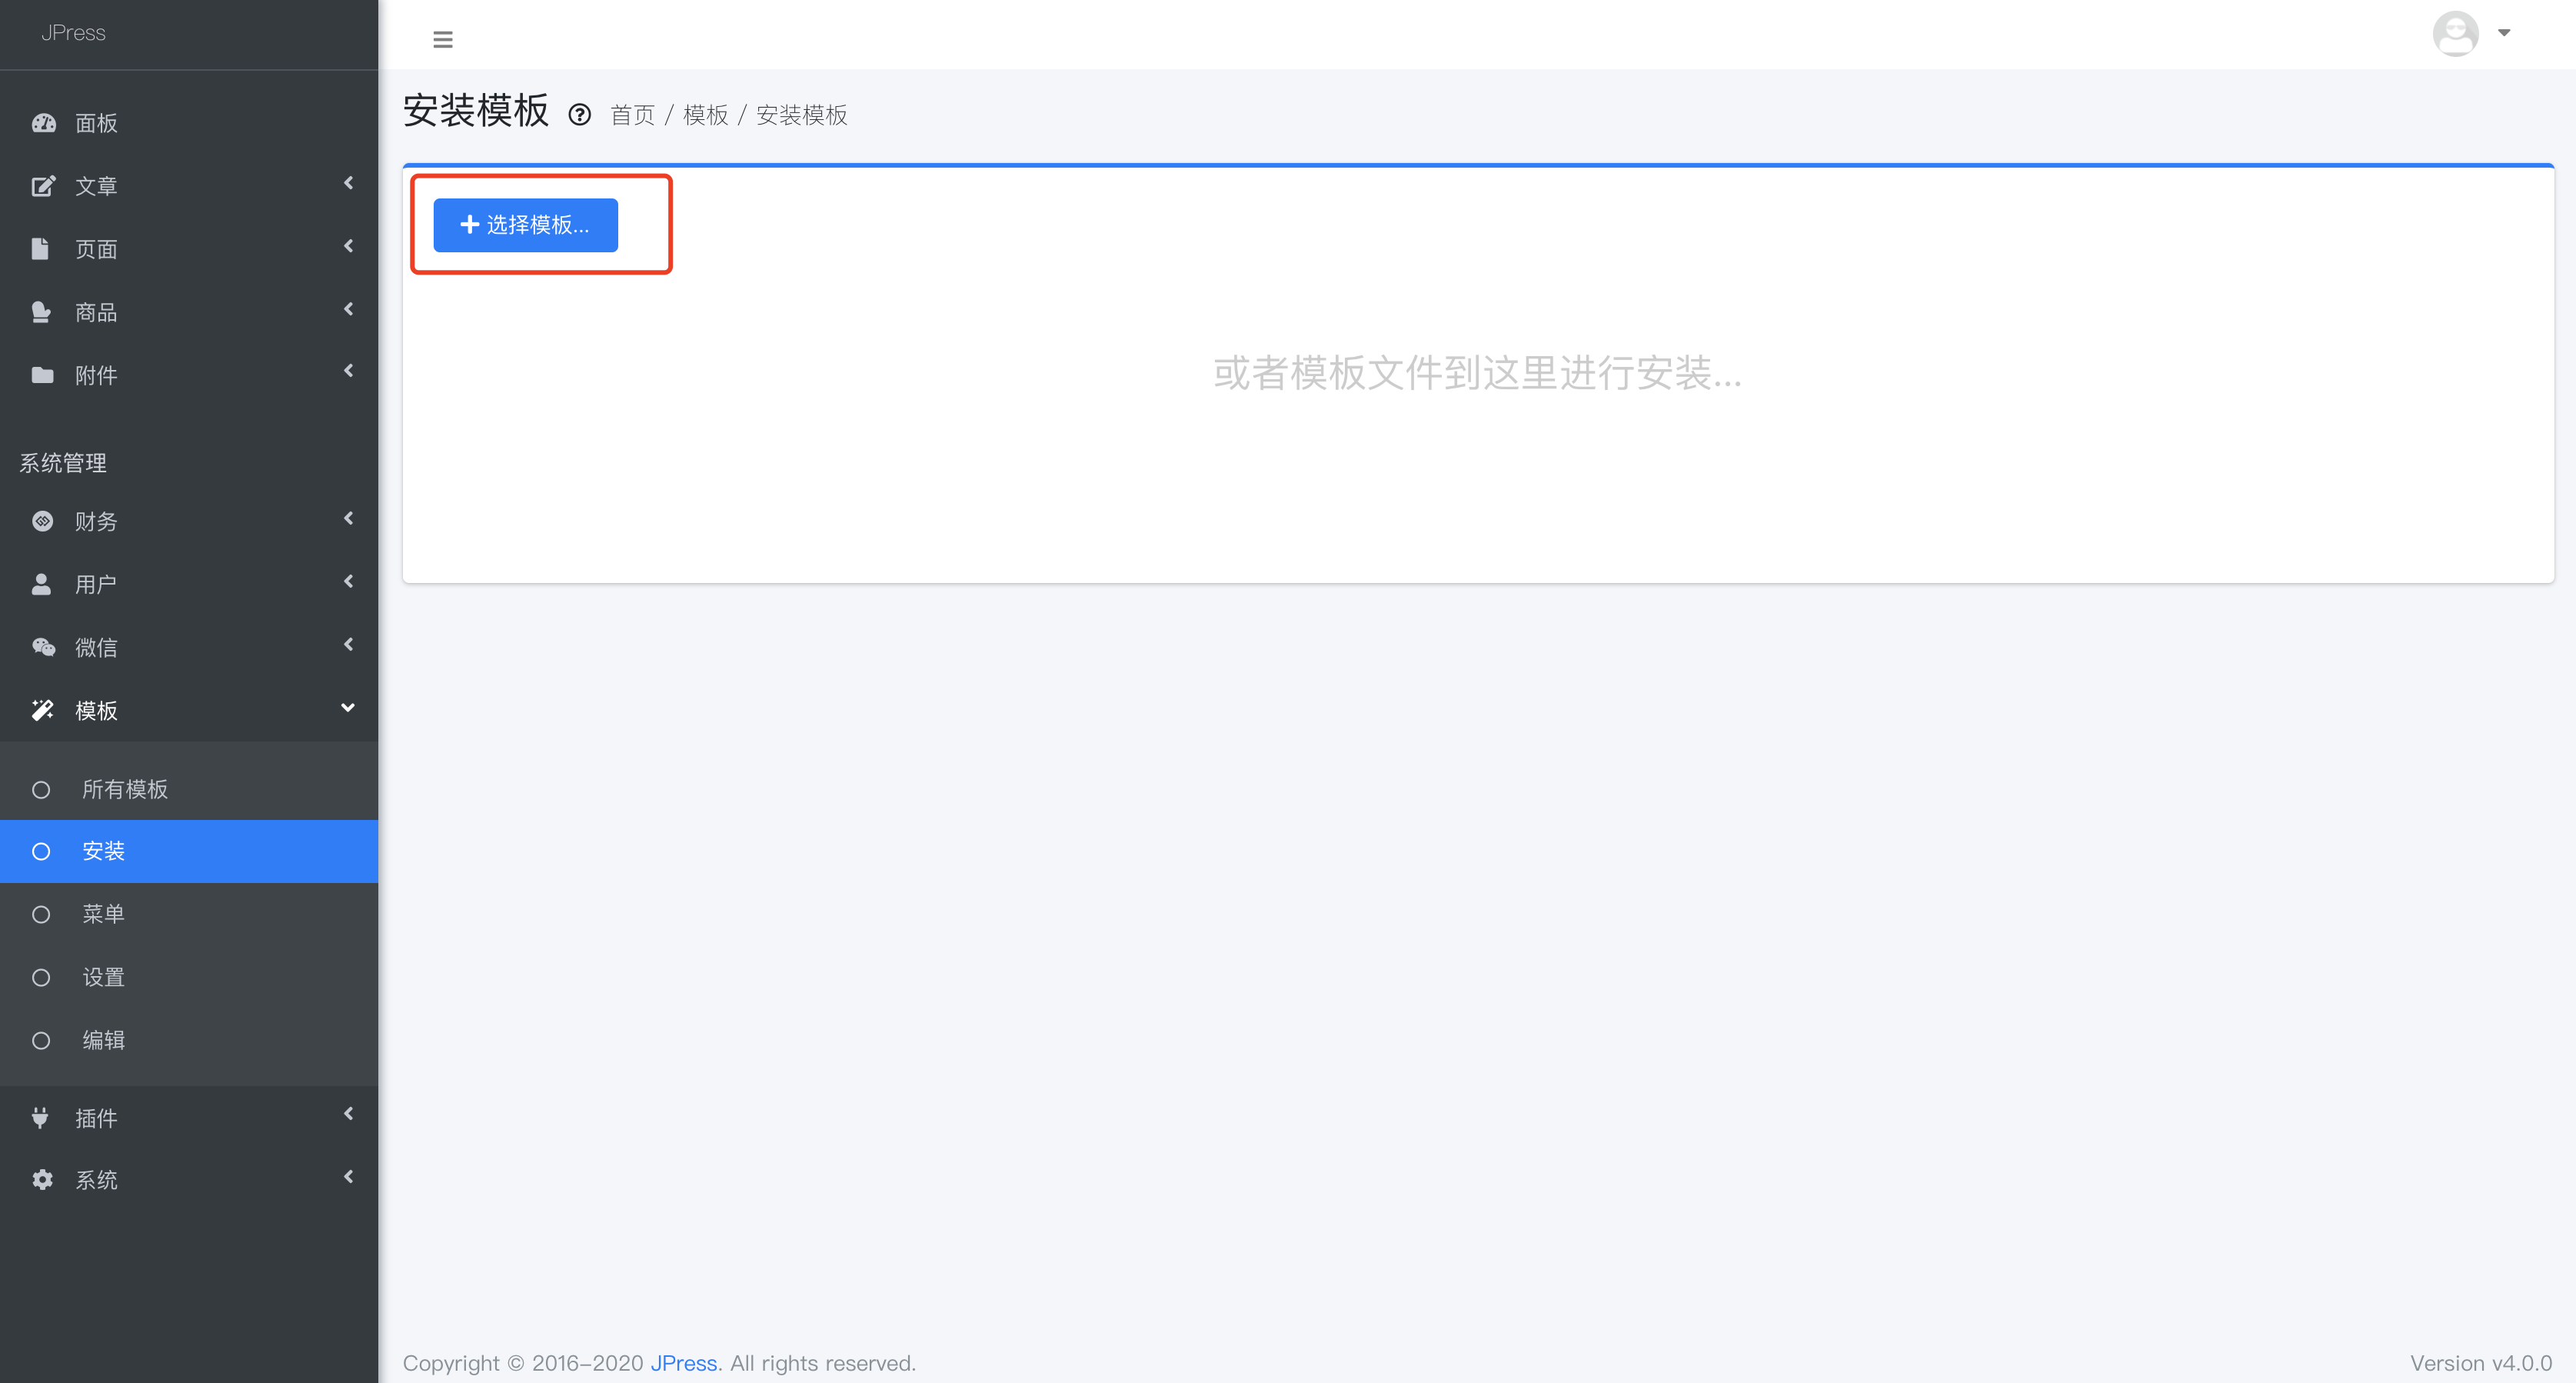 JPress
面板
文章
页面
商品
附件
系统管理
财务
用户
微信
模板
所有模板
安装
菜单
设置
编辑
插件
系统
安装模板 首页 / 模板 / 安装模板
选择模板...
或者模板文件到这里进行安装...
Copyright © 2016-2020 JPress. All rights reserved.
Version v4.0.0